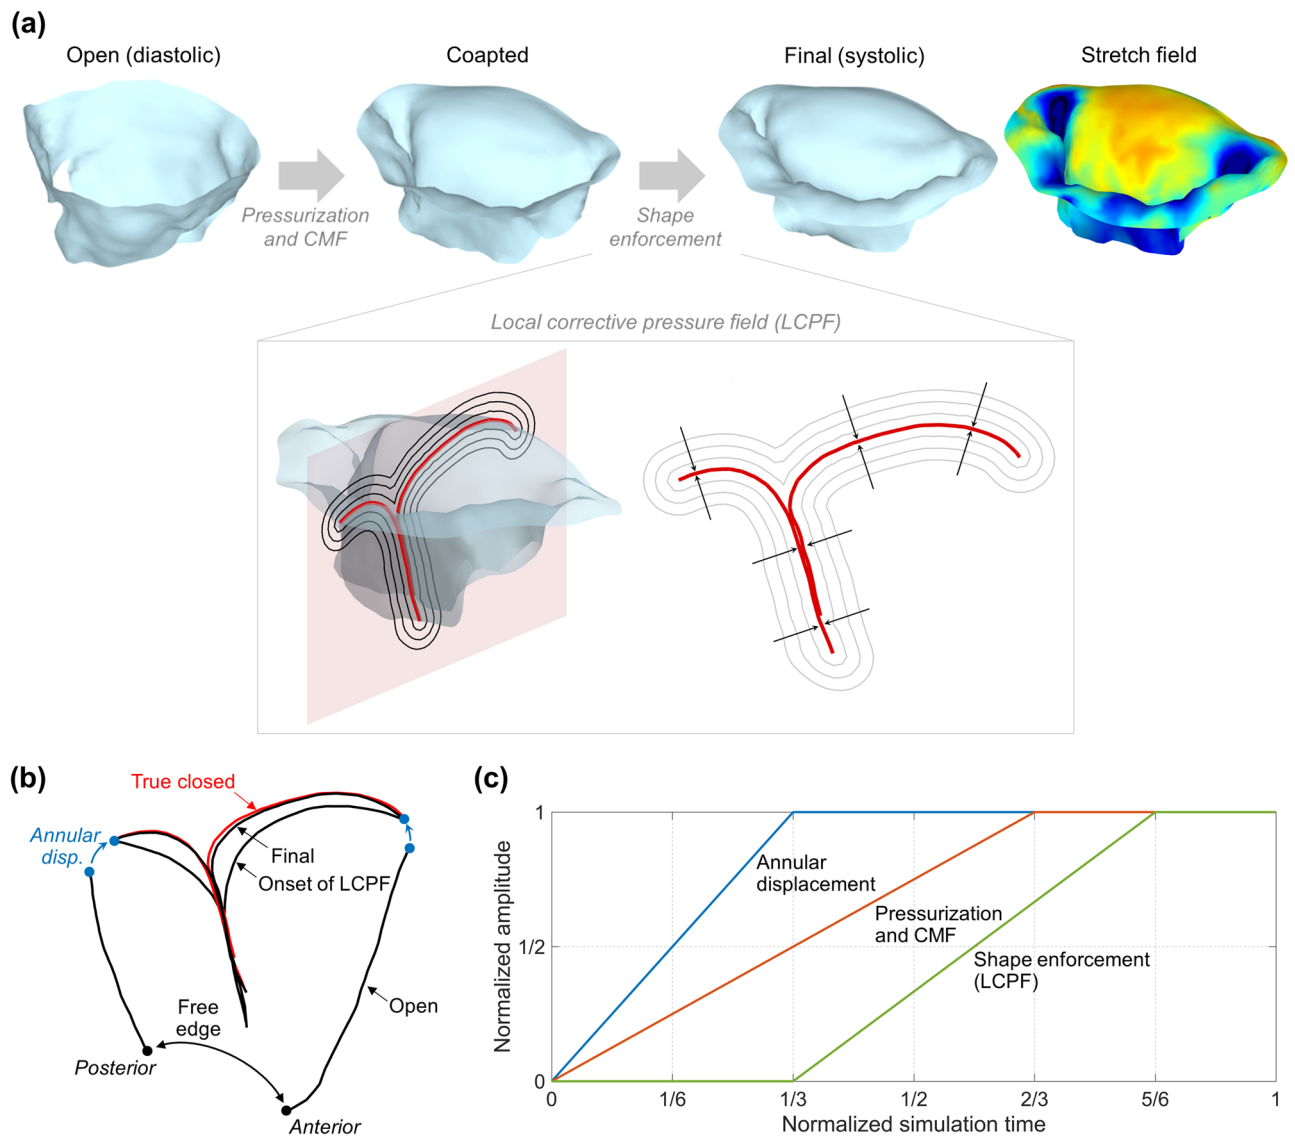 (a)
Open (diastolic)
Coapted
Final (systolic)
Stretch field
Pressurization
and CMF
Shape
enforcement
Local corrective pressure field (LCPF)
(b)
True closed
Annular
disp.
Final
Onset of LCPF
Open
Free
edge
Posterior
Anterior
(c)
Normalized amplitude
1
1/2
0
Annular
displacement
Pressurization
and CMF
Shape enforcement
(LCPF)
0
1/6
1/3
1/2
2/3
5/6
1
Normalized simulation time